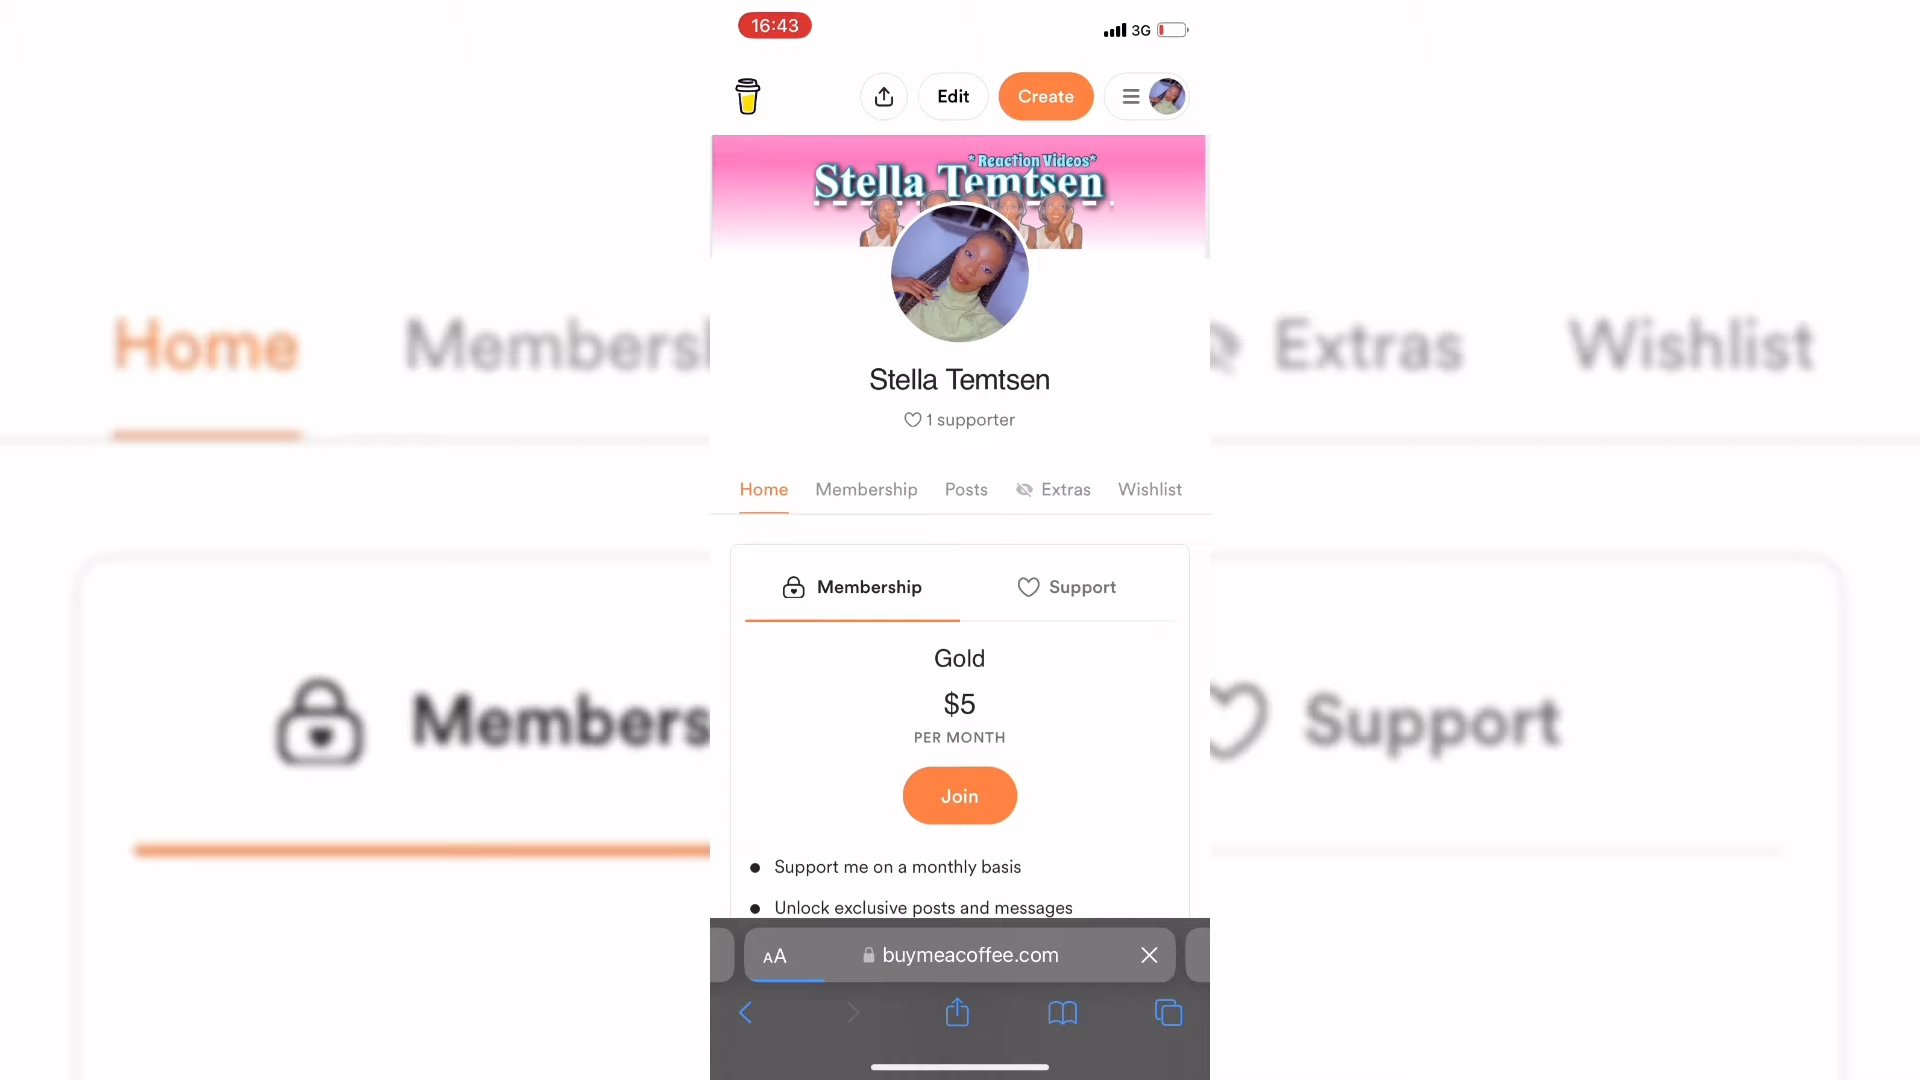 16:43
3G
Edit
Create
*Reaction Videos*
Stella Temtsen
Stella Temtsen
1 supporter
Home Membership Posts Extras Wishlist
Membership Support
Gold
$5
PER MONTH
Join
Support me on a monthly basis
Unlock exclusive posts and messages
AA buymeacoffee.com
Home Membersh Extras Wishlist
Members Support